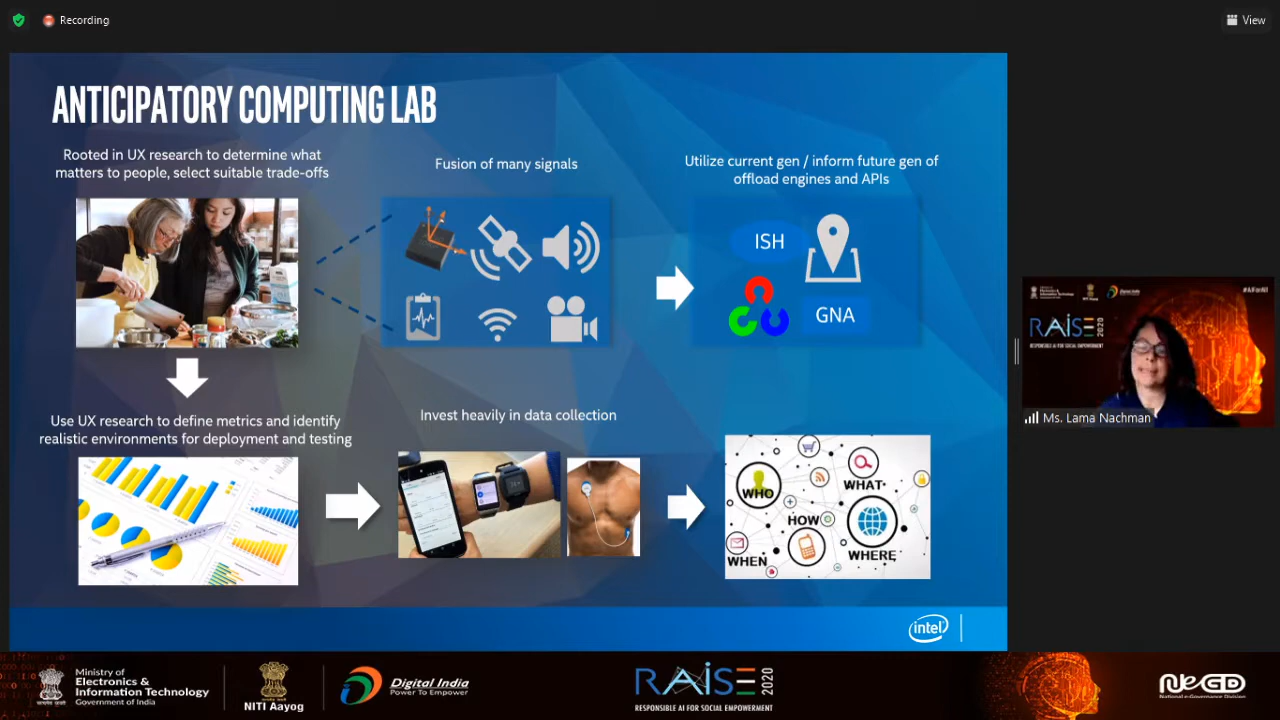 Recording
View
ANTICIPATORY COMPUTING LAB
Rooted in UX research to determine what
matters to people, select suitable trade-offs
Fusion of many signals
Utilize current gen / inform future gen of
offload engines and APIs
ISH
GNA
Use UX research to define metrics and identify
realistic environments for deployment and testing
Invest heavily in data collection
WHO
WHAT
HOW
WHEN
WHERE
intel
#AIForAll
Digital India
RAISE 2020
RESPONSIBLE AI FOR SOCIAL EMPOWERMENT
Ms. Lama Nachman
Ministry of
Electronics &
Information Technology
Government of India
NITI Aayog
Digital India
Power To Empower
RAISE 2020
RESPONSIBLE AI FOR SOCIAL EMPOWERMENT
NeGD
National e-Governance Division